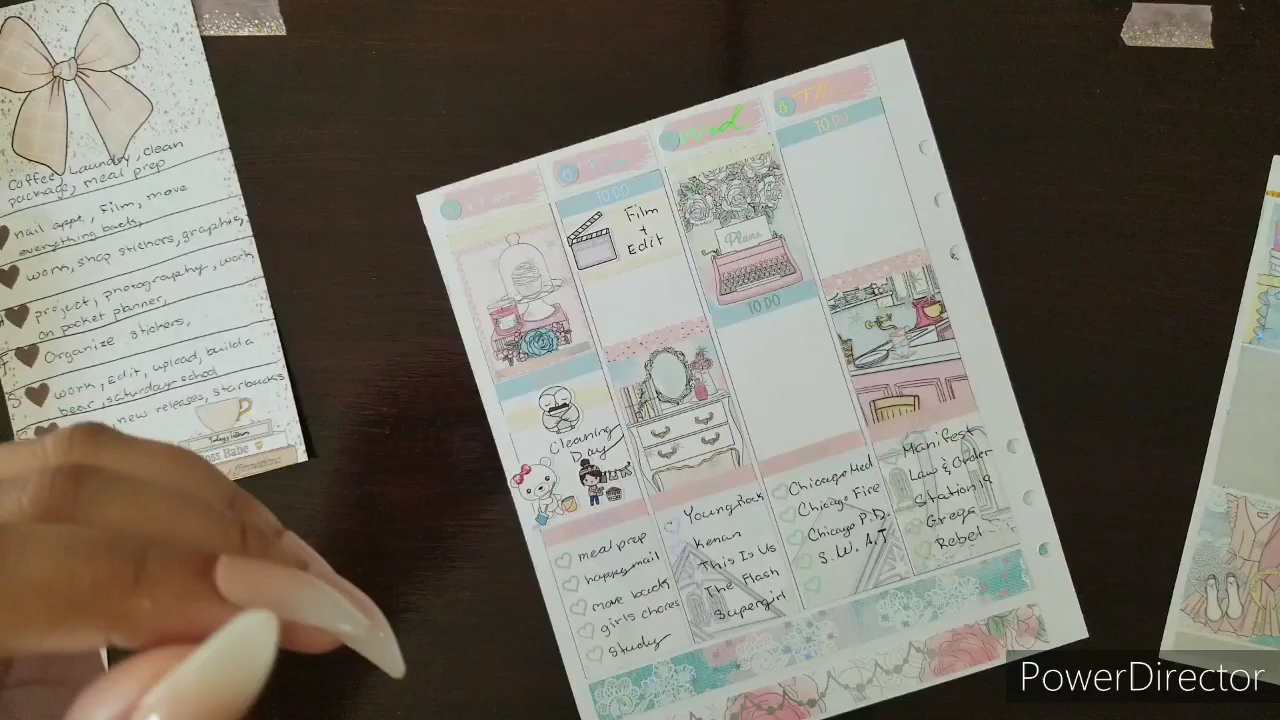 Coffee, Laundry, clean
package, meal prep
nail appt, Film, move
everything back,
work, shop stickers, graphics,
project, photography, work
on pocket planner,
Organize stickers,
work, Edit, upload, build a
bear, saturday school
new releases, starbucks
6
TO DO
Film
+
Edit
Cleaning
Day
meal prep
happy mail
move back
girls chores
study
Young Rock
Kenan
This Is Us
The Flash
Supergirl
Wed
Plans
TO DO
Chicago Med
Chicago Fire
Chicago P.D.
S.W.A.T
8
TO DO
Manifest
Law & Order
Station 19
Greys
Rebel
PowerDirector